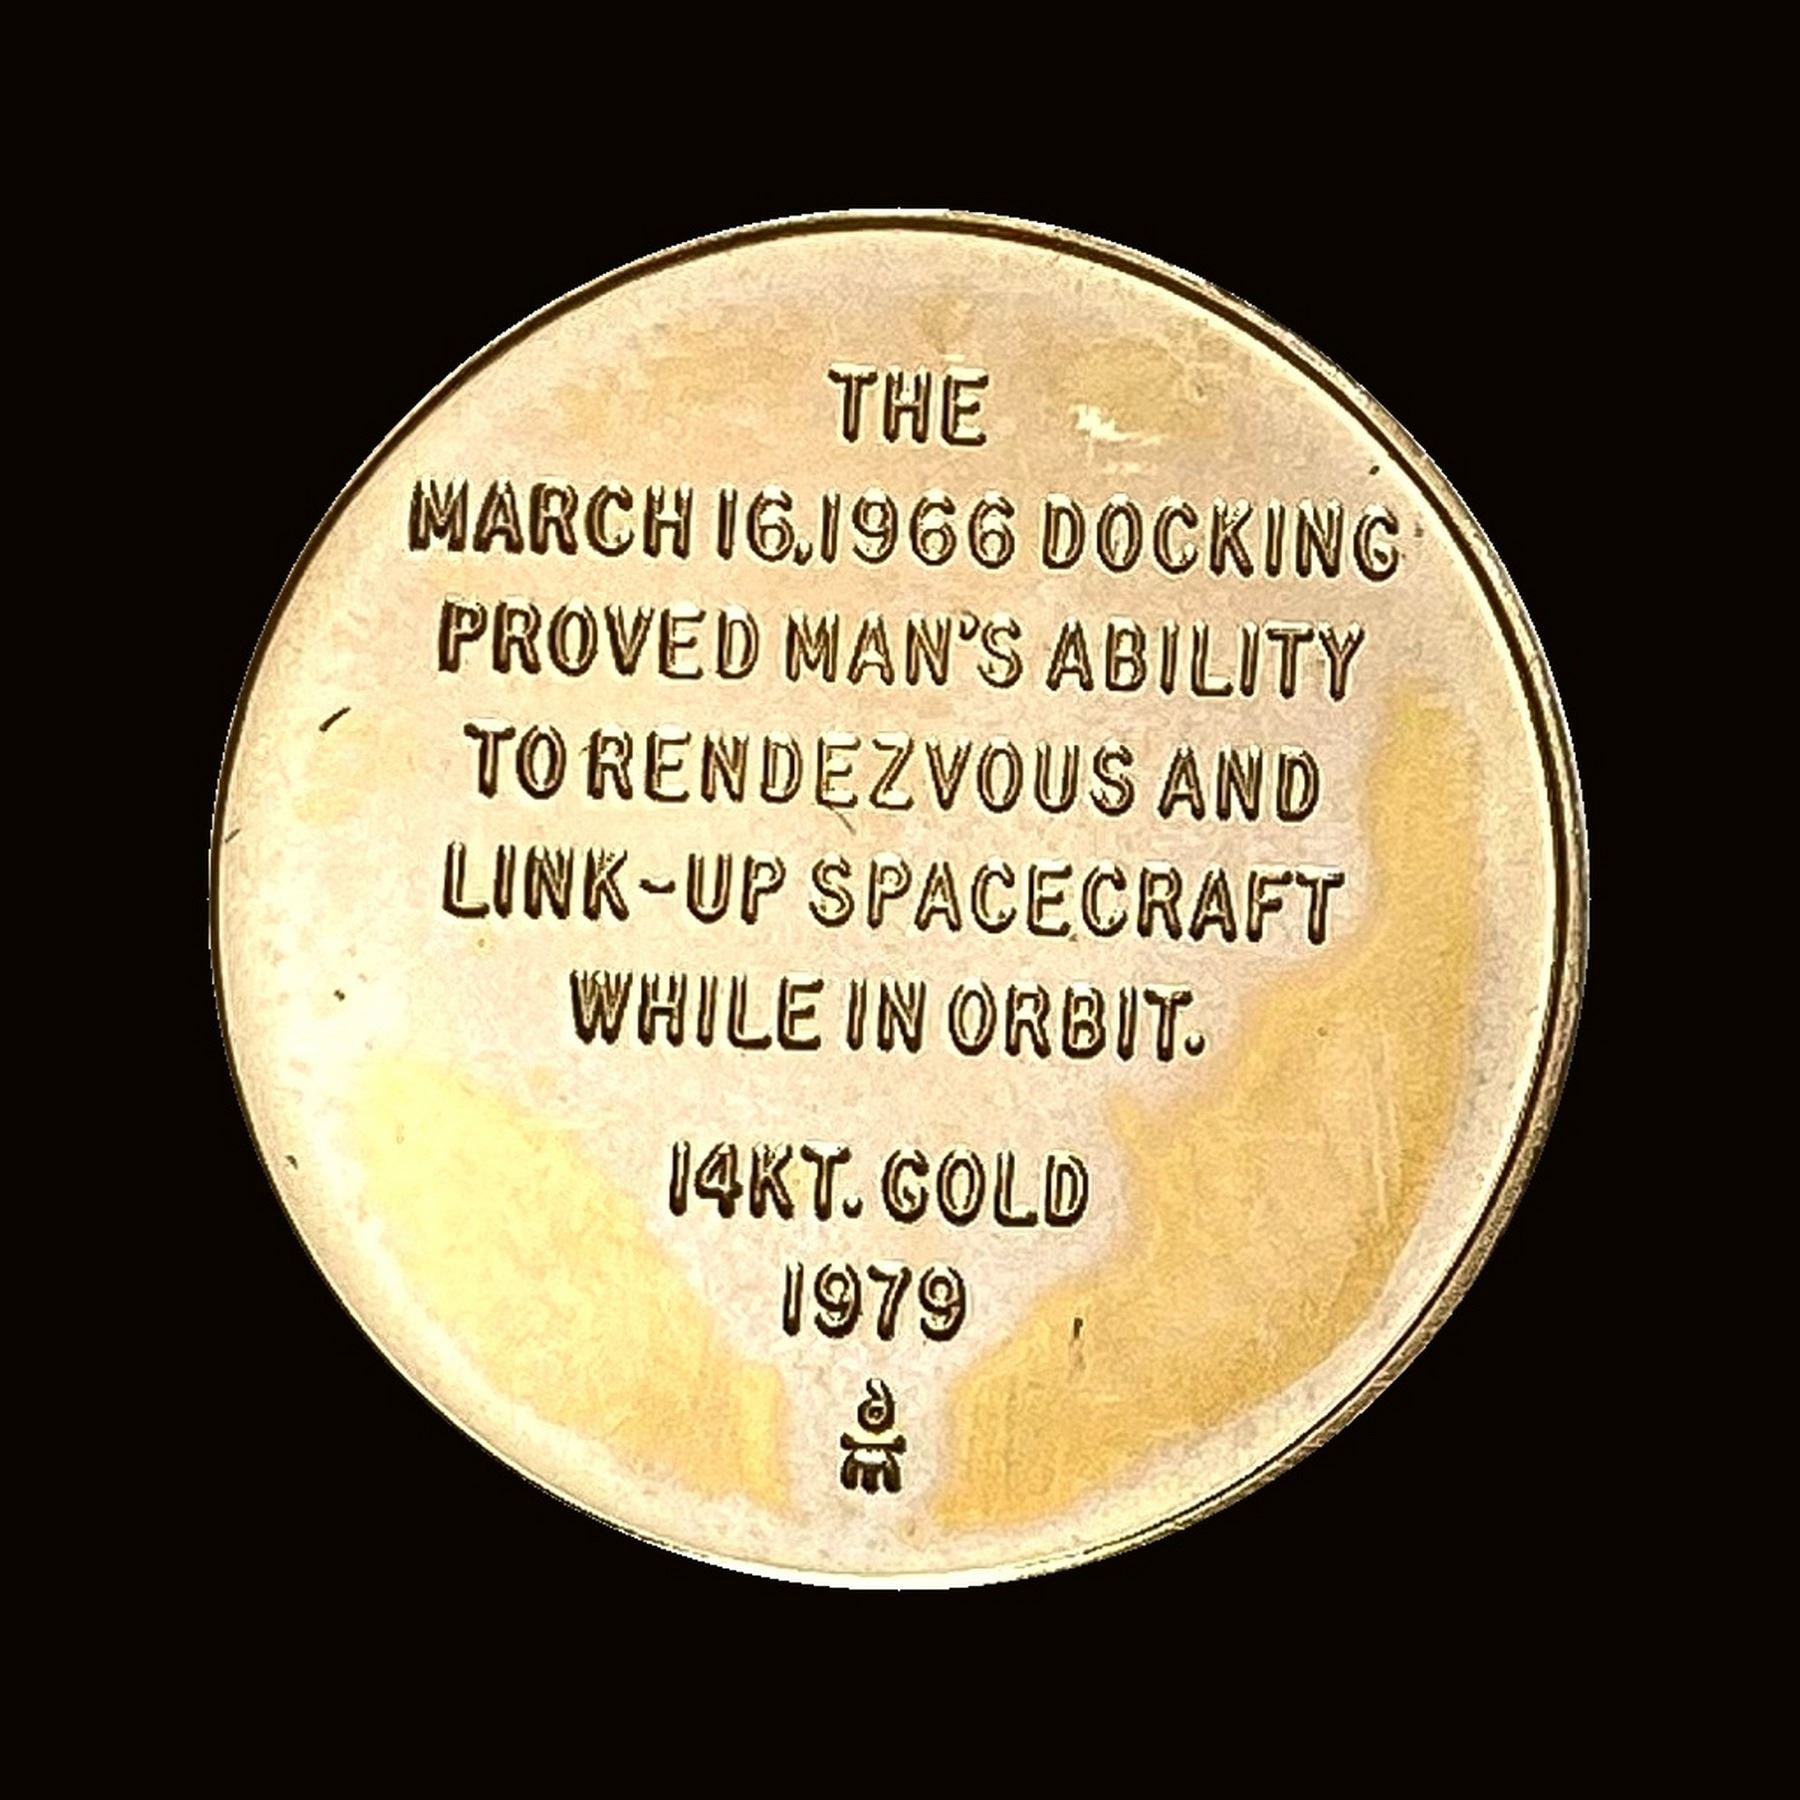 THE
MARCH 16,1966 DOCKING
PROVED MAN'S ABILITY
TO RENDEZVOUS AND
LINK-UP SPACECRAFT
WHILE IN ORBIT.
14KT. GOLD
1979